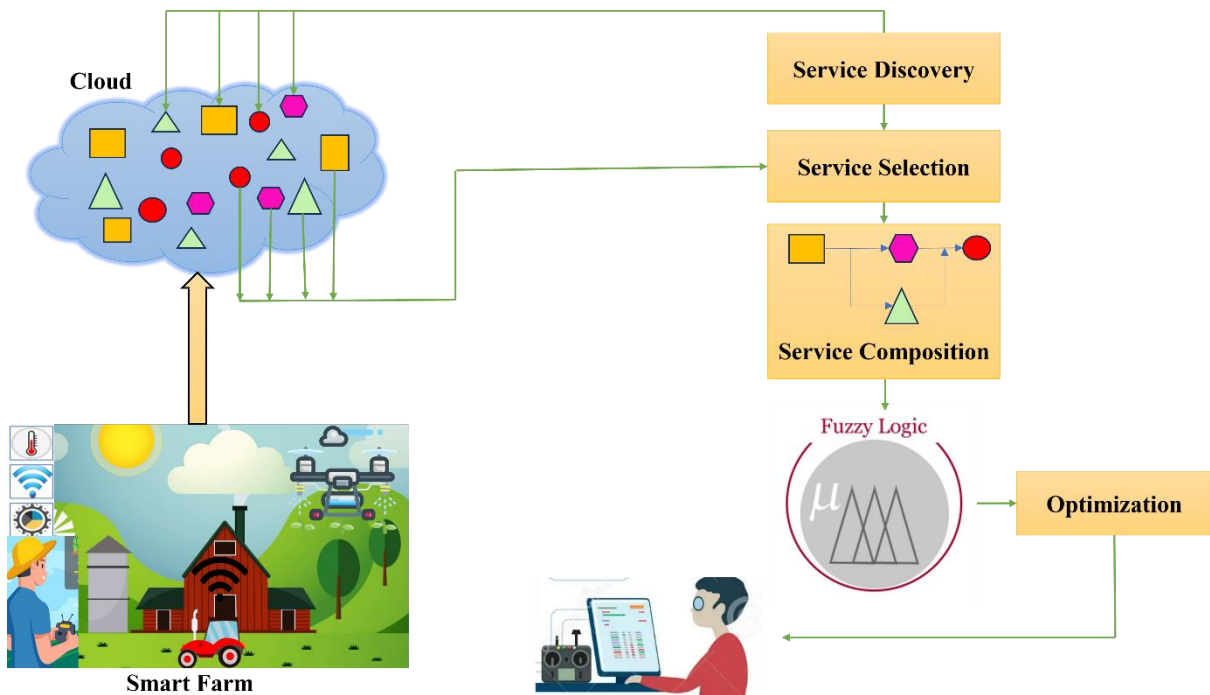 Cloud
Service Discovery
Service Selection
Service Composition
Fuzzy Logic
μ
Optimization
Smart Farm